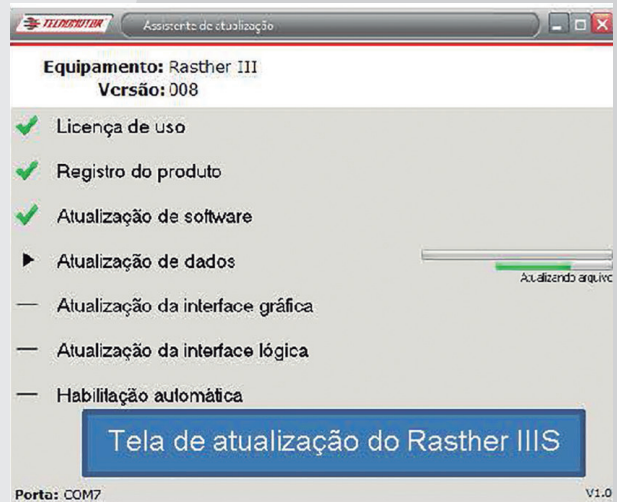 TECNOMOTOR Assistente de atualização
Equipamento: Rasther III
Versão: 008
Licença de uso
Registro do produto
Atualização de software
Atualização de dados
Atualizando arquivo
Atualização da interface gráfica
Atualização da interface lógica
Habilitação automática
Tela de atualização do Rasther IIIS
Porta: COM7
V1.0